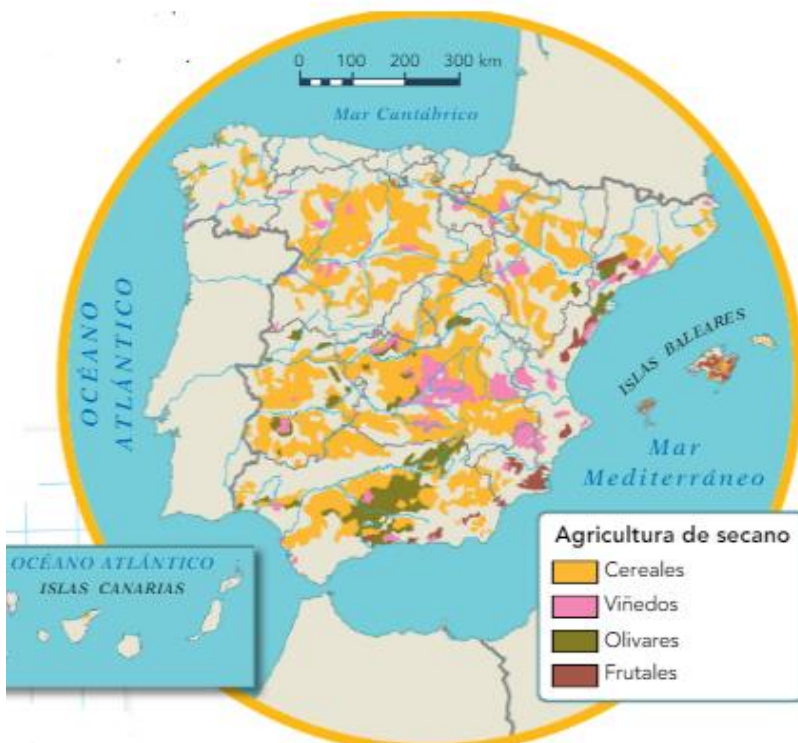 0 100 200 300 km
Mar Cantábrico
OCÉANO
ATLÁNTICO
ISLAS BALEARES
Mar
Mediterráneo
OCÉANO ATLÁNTICO
ISLAS CANARIAS
Agricultura de secano
Cereales
Viñedos
Olivares
Frutales